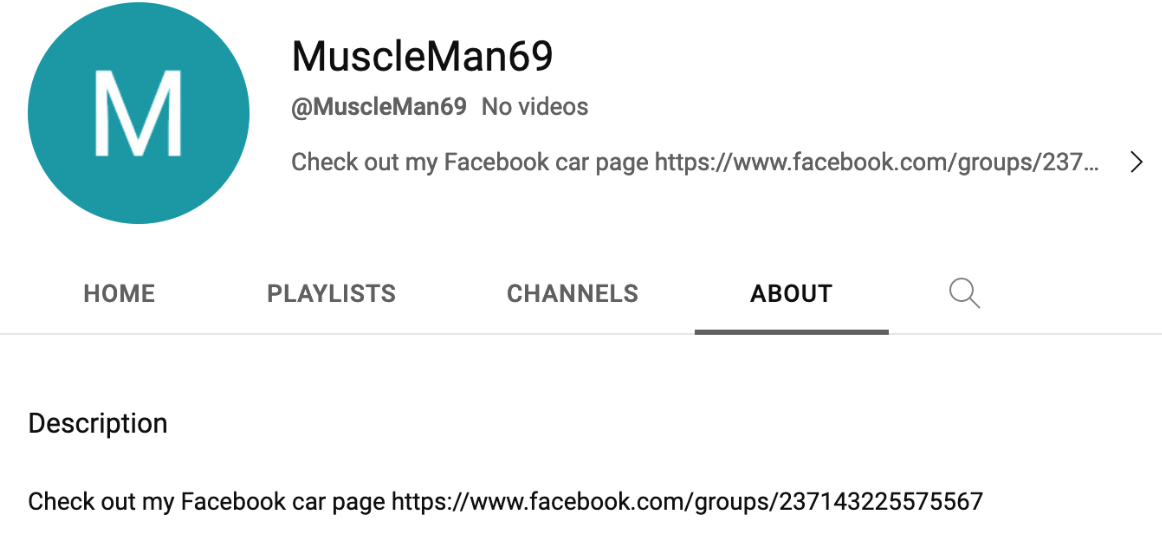 M
MuscleMan69
@MuscleMan69 No videos
Check out my Facebook car page https://www.facebook.com/groups/237...
HOME PLAYLISTS CHANNELS ABOUT
Description
Check out my Facebook car page https://www.facebook.com/groups/237143225575567